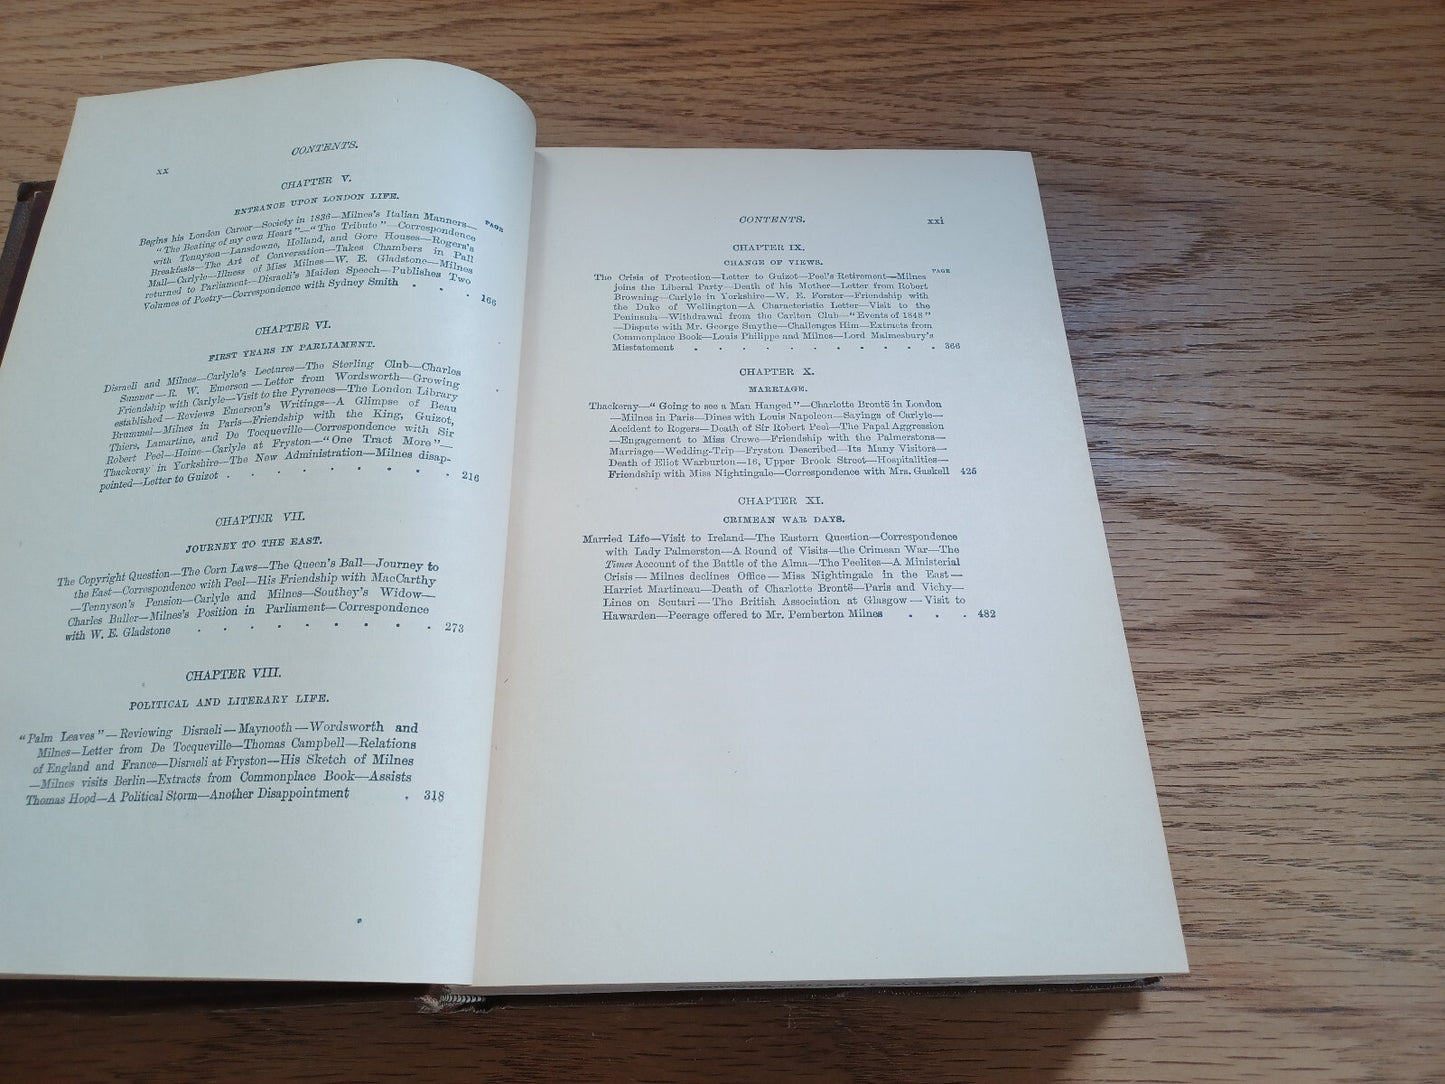 CONTENTS.
xx
CHAPTER V.
ENTRANCE UPON LONDON LIFE.
PAGE
Begins his London Career—Society in 1836—Milnes's Italian Manners—
"The Beating of my own Heart"—"The Tribute"—Correspondence
with Tennyson—Lansdowne, Holland, and Gore Houses—Rogers's
Breakfasts—The Art of Conversation—Takes Chambers in Pall
Mall—Carlyle—Illness of Miss Milnes—W. E. Gladstone—Milnes
returned to Parliament—Disraeli's Maiden Speech—Publishes Two
Volumes of Poetry—Correspondence with Sydney Smith . . . 166
CHAPTER VI.
FIRST YEARS IN PARLIAMENT.
Disraeli and Milnes—Carlyle's Lectures—The Sterling Club—Charles
Sumner—R. W. Emerson—Letter from Wordsworth—Growing
Friendship with Carlyle—Visit to the Pyrenees—The London Library
established—Reviews Emerson's Writings—A Glimpse of Beau
Brummel—Milnes in Paris—Friendship with the King, Guizot,
Thiers, Lamartine, and De Tocqueville—Correspondence with Sir
Robert Peel—Heine—Carlyle at Fryston—"One Tract More"—
Thackeray in Yorkshire—The New Administration—Milnes disap-
pointed—Letter to Guizot . . . . . . . 216
CHAPTER VII.
JOURNEY TO THE EAST.
The Copyright Question—The Corn Laws—The Queen's Ball—Journey to
the East—Correspondence with Peel—His Friendship with MacCarthy
—Tennyson's Pension—Carlyle and Milnes—Southey's Widow—
Charles Buller—Milnes's Position in Parliament—Correspondence
with W. E. Gladstone . . . . . . . . 273
CHAPTER VIII.
POLITICAL AND LITERARY LIFE.
"Palm Leaves"—Reviewing Disraeli—Maynooth—Wordsworth and
Milnes—Letter from De Tocqueville—Thomas Campbell—Relations
of England and France—Disraeli at Fryston—His Sketch of Milnes
—Milnes visits Berlin—Extracts from Commonplace Book—Assists
Thomas Hood—A Political Storm—Another Disappointment . 318
CONTENTS. xxi
CHAPTER IX.
CHANGE OF VIEWS.
PAGE
The Crisis of Protection—Letter to Guizot—Peel's Retirement—Milnes
joins the Liberal Party—Death of his Mother—Letter from Robert
Browning—Carlyle in Yorkshire—W. E. Forster—Friendship with
the Duke of Wellington—A Characteristic Letter—Visit to the
Peninsula—Withdrawal from the Carlton Club—"Events of 1848"
—Dispute with Mr. George Smythe—Challenges Him—Extracts from
Commonplace Book—Louis Philippe and Milnes—Lord Malmesbury's
Misstatement . . . . . . . . . . . 366
CHAPTER X.
MARRIAGE.
Thackeray—"Going to see a Man Hanged"—Charlotte Brontë in London
—Milnes in Paris—Dines with Louis Napoleon—Sayings of Carlyle—
Accident to Rogers—Death of Sir Robert Peel—The Papal Aggression
—Engagement to Miss Crewe—Friendship with the Palmerstons—
Marriage—Wedding-Trip—Fryston Described—Its Many Visitors—
Death of Eliot Warburton—16, Upper Brook Street—Hospitalities—
Friendship with Miss Nightingale—Correspondence with Mrs. Gaskell 425
CHAPTER XI.
CRIMEAN WAR DAYS.
Married Life—Visit to Ireland—The Eastern Question—Correspondence
with Lady Palmerston—A Round of Visits—the Crimean War—The
Times Account of the Battle of the Alma—The Peelites—A Ministerial
Crisis—Milnes declines Office—Miss Nightingale in the East—
Harriet Martineau—Death of Charlotte Brontë—Paris and Vichy—
Lines on Scutari—The British Association at Glasgow—Visit to
Hawarden—Peerage offered to Mr. Pemberton Milnes . . . 482